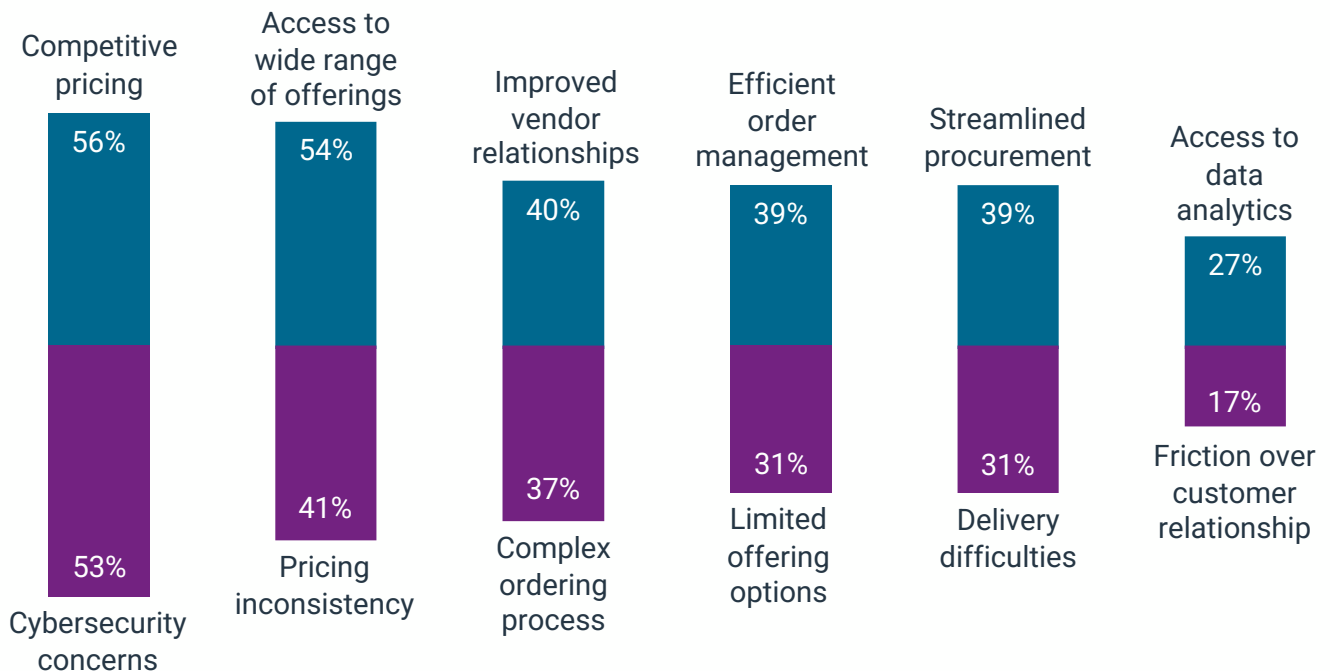 Competitive
pricing
56%
53%
Cybersecurity
concerns
Access to
wide range
of offerings
54%
41%
Pricing
inconsistency
Improved
vendor
relationships
40%
37%
Complex
ordering
process
Efficient
order
management
39%
31%
Limited
offering
options
Streamlined
procurement
39%
31%
Delivery
difficulties
Access to
data
analytics
27%
17%
Friction over
customer
relationship